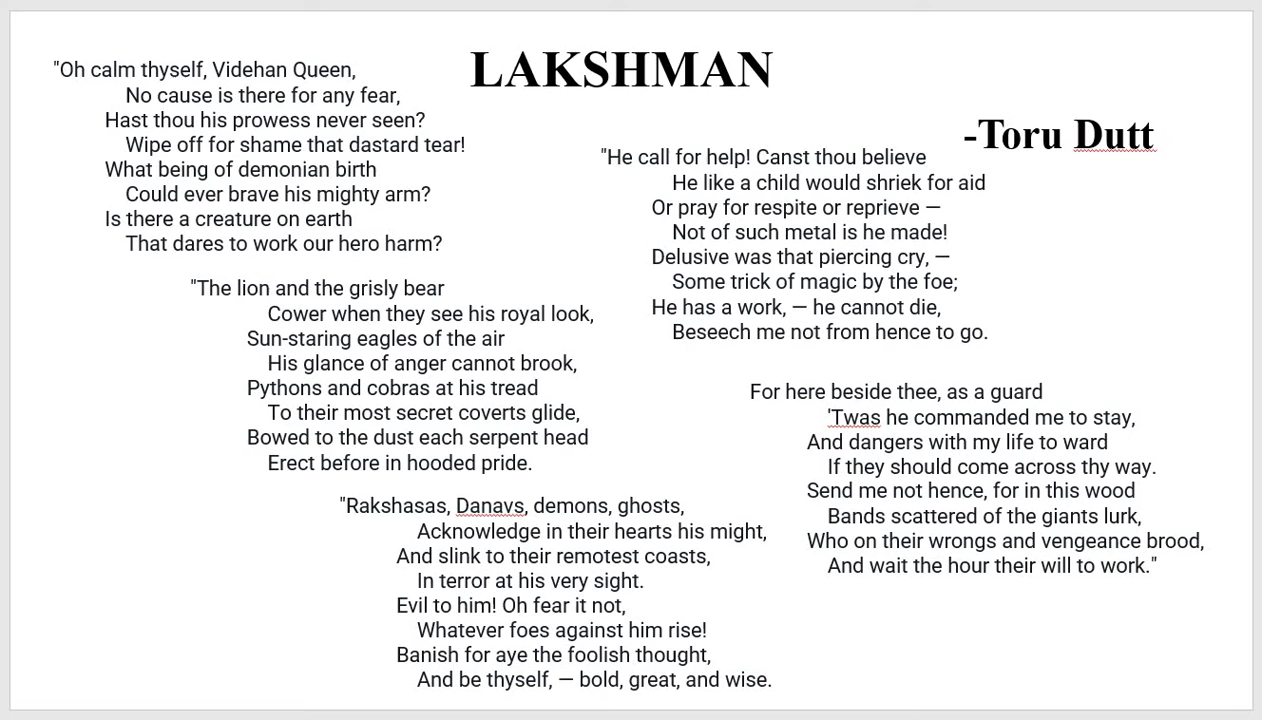 LAKSHMAN
-Toru Dutt
"Oh calm thyself, Videhan Queen,
No cause is there for any fear,
Hast thou his prowess never seen?
Wipe off for shame that dastard tear!
What being of demonian birth
Could ever brave his mighty arm?
Is there a creature on earth
That dares to work our hero harm?
"The lion and the grisly bear
Cower when they see his royal look,
Sun-staring eagles of the air
His glance of anger cannot brook,
Pythons and cobras at his tread
To their most secret coverts glide,
Bowed to the dust each serpent head
Erect before in hooded pride.
"Rakshasas, Danavs, demons, ghosts,
Acknowledge in their hearts his might,
And slink to their remotest coasts,
In terror at his very sight.
Evil to him! Oh fear it not,
Whatever foes against him rise!
Banish for aye the foolish thought,
And be thyself, — bold, great, and wise.
"He call for help! Canst thou believe
He like a child would shriek for aid
Or pray for respite or reprieve —
Not of such metal is he made!
Delusive was that piercing cry, —
Some trick of magic by the foe;
He has a work, — he cannot die,
Beseech me not from hence to go.
For here beside thee, as a guard
'Twas he commanded me to stay,
And dangers with my life to ward
If they should come across thy way.
Send me not hence, for in this wood
Bands scattered of the giants lurk,
Who on their wrongs and vengeance brood,
And wait the hour their will to work."